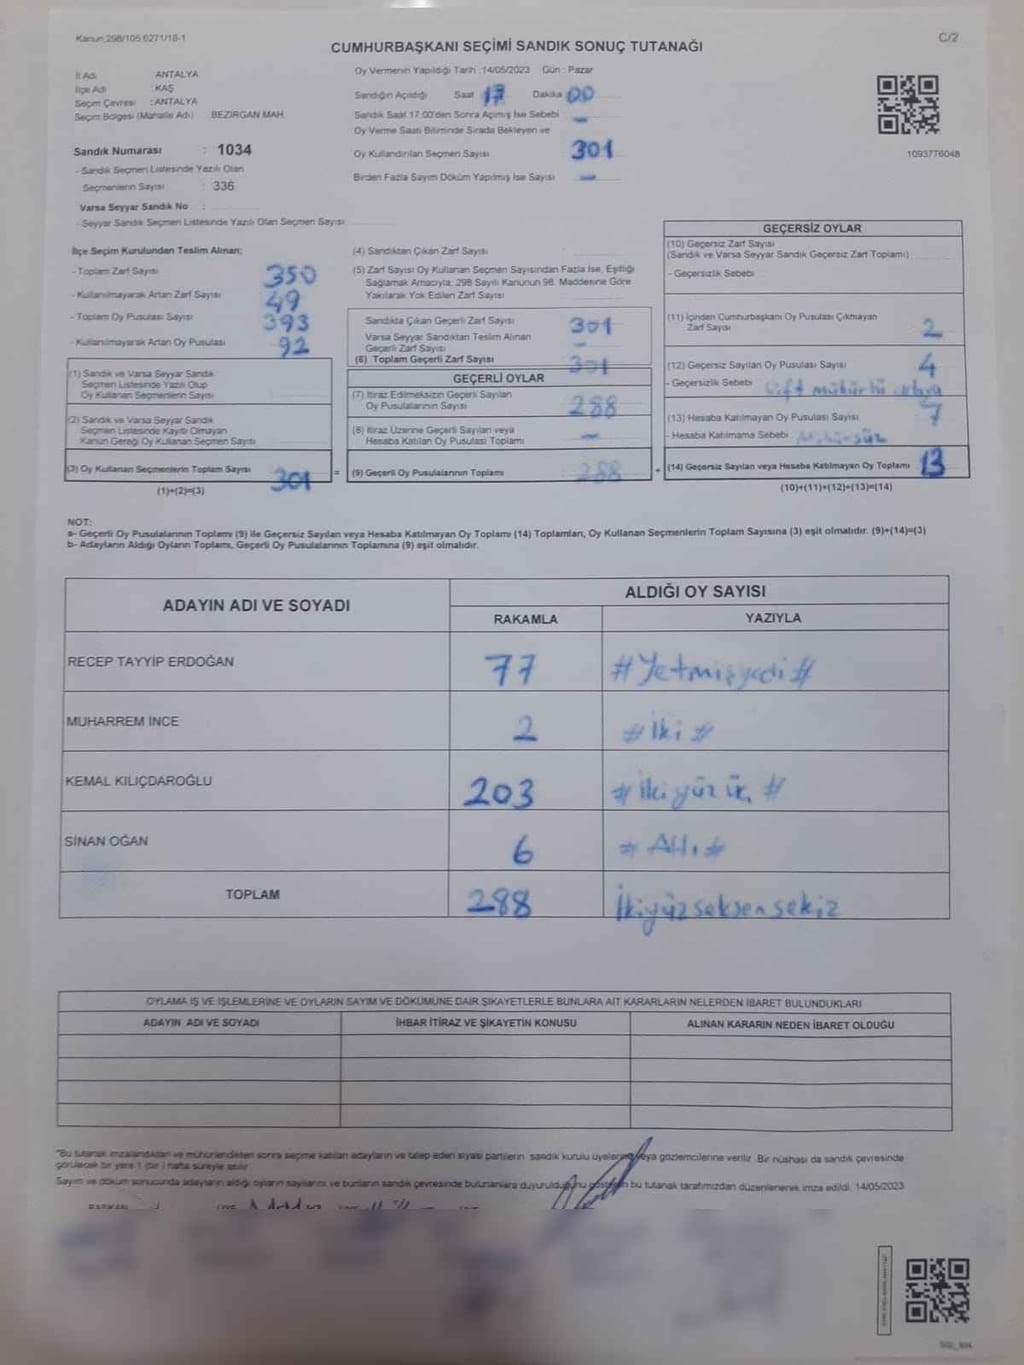 Kanun 298/105 6271/18-1
C/2
CUMHURBAŞKANI SEÇİMİ SANDIK SONUÇ TUTANAĞI
İl Adı ANTALYA
İlçe Adı KAŞ
Seçim Çevresi : ANTALYA
Seçim Bölgesi (Mahalle Adı) BEZİRGAN MAH.
Sandık Numarası : 1034
- Sandık Seçmen Listesinde Yazılı Olan
Seçmenlerin Sayısı : 336
Varsa Seyyar Sandık No :
- Seyyar Sandık Seçmen Listesinde Yazılı Olan Seçmen Sayısı
Oy Vermenin Yapıldığı Tarih :14/05/2023 Gün : Pazar
Sandığın Açıldığı Saat 17 Dakika 00
Sandık Saat 17:00'den Sonra Açılmış İse Sebebi -
Oy Verme Saati Bitiminde Sırada Bekleyen ve
Oy Kullandırılan Seçmen Sayısı 301
Birden Fazla Sayım Döküm Yapılmış İse Sayısı -
1093776048
İlçe Seçim Kurulundan Teslim Alınan;
- Toplam Zarf Sayısı 350
- Kullanılmayarak Artan Zarf Sayısı 49
- Toplam Oy Pusulası Sayısı 393
- Kullanılmayarak Artan Oy Pusulası 92
(1) Sandık ve Varsa Seyyar Sandık
Seçmen Listesinde Yazılı Olup
Oy Kullanan Seçmenlerin Sayısı
(2) Sandık ve Varsa Seyyar Sandık
Seçmen Listesinde Kayıtlı Olmayan
Kanun Gereği Oy Kullanan Seçmen Sayısı
(3) Oy Kullanan Seçmenlerin Toplam Sayısı 301
(1)+(2)=(3)
=
(4) Sandıktan Çıkan Zarf Sayısı
(5) Zarf Sayısı Oy Kullanan Seçmen Sayısından Fazla İse, Eşitliği
Sağlamak Amacıyla, 298 Sayılı Kanunun 98. Maddesine Göre
Yakılarak Yok Edilen Zarf Sayısı
Sandıkta Çıkan Geçerli Zarf Sayısı 301
Varsa Seyyar Sandıktan Teslim Alınan
Geçerli Zarf Sayısı -
(6) Toplam Geçerli Zarf Sayısı 301
GEÇERLİ OYLAR
(7) İtiraz Edilmeksizin Geçerli Sayılan
Oy Pusulalarının Sayısı 288
(8) İtiraz Üzerine Geçerli Sayılan veya
Hesaba Katılan Oy Pusulası Toplamı -
(9) Geçerli Oy Pusulalarının Toplamı 288
+
GEÇERSİZ OYLAR
(10) Geçersiz Zarf Sayısı
(Sandık ve Varsa Seyyar Sandık Geçersiz Zarf Toplamı)
- Geçersizlik Sebebi
(11) İçinden Cumhurbaşkanı Oy Pusulası Çıkmayan
Zarf Sayısı 2
(12) Geçersiz Sayılan Oy Pusulası Sayısı 4
- Geçersizlik Sebebi Çift mühürlü
(13) Hesaba Katılmayan Oy Pusulası Sayısı 7
- Hesaba Katılmama Sebebi Mühürsüz
(14) Geçersiz Sayılan veya Hesaba Katılmayan Oy Toplamı 13
(10)+(11)+(12)+(13)=(14)
NOT:
a- Geçerli Oy Pusulalarının Toplamı (9) ile Geçersiz Sayılan veya Hesaba Katılmayan Oy Toplamı (14) Toplamları, Oy Kullanan Seçmenlerin Toplam Sayısına (3) eşit olmalıdır. (9)+(14)=(3)
b- Adayların Aldığı Oyların Toplamı, Geçerli Oy Pusulalarının Toplamına (9) eşit olmalıdır.
ADAYIN ADI VE SOYADI
ALDIĞI OY SAYISI
RAKAMLA YAZIYLA
RECEP TAYYİP ERDOĞAN 77 #Yetmişyedi#
MUHARREM İNCE 2 #İki#
KEMAL KILIÇDAROĞLU 203 #İkiyüz üç#
SİNAN OĞAN 6 #Altı#
TOPLAM 288 İkiyüzseksensekiz
OYLAMA İŞ VE İŞLEMLERİNE VE OYLARIN SAYIM VE DÖKÜMÜNE DAİR ŞİKAYETLERLE BUNLARA AİT KARARLARIN NELERDEN İBARET BULUNDUKLARI
ADAYIN ADI VE SOYADI İHBAR İTİRAZ VE ŞİKAYETİN KONUSU ALINAN KARARIN NEDEN İBARET OLDUĞU
"Bu tutanak imzalandıktan ve mühürlendikten sonra seçime katılan adayların ve talep eden siyasi partilerin sandık kurulu üyelerine veya gözlemcilerine verilir. Bir nüshası da sandık çevresinde
görülecek bir yere 1 (bir) hafta süreyle asılır.
Sayım ve döküm sonucunda adayların aldığı oyların sayılarını ve bunların sandık çevresinde bulunanlara duyurulduğunu gösteren bu tutanak tarafımızdan düzenlenerek imza edildi. 14/05/2023
BAŞKAN